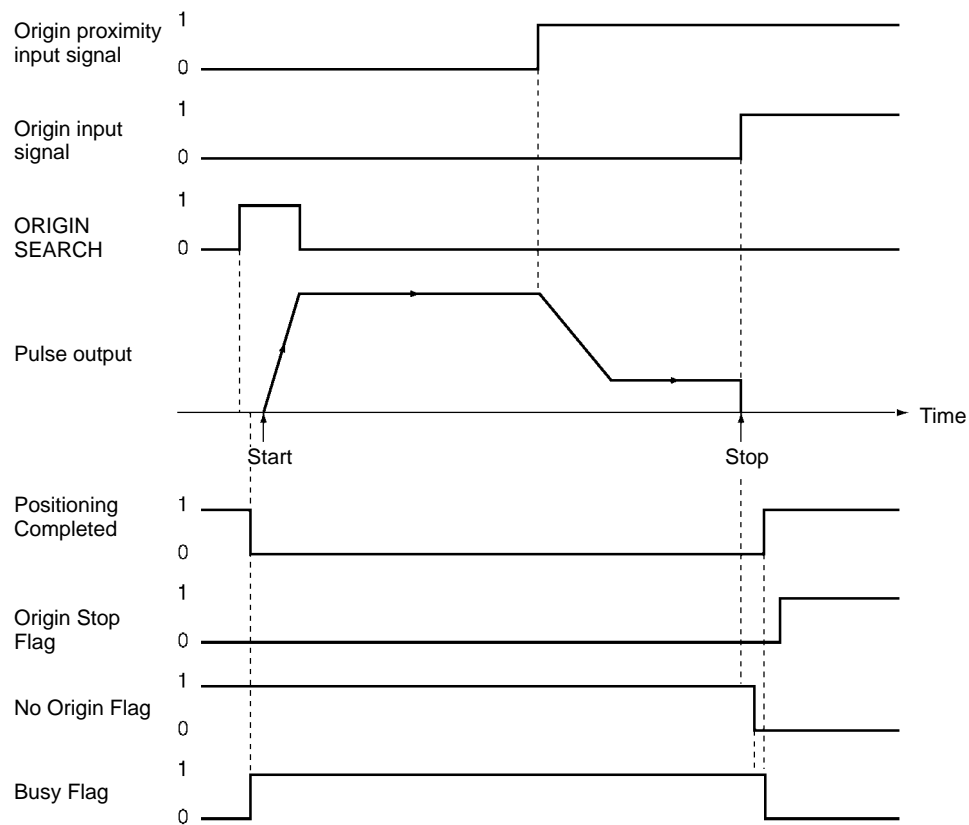 Origin proximity
input signal
1
0
Origin input
signal
1
0
ORIGIN
SEARCH
1
0
Pulse output
Time
Start
Stop
Positioning
Completed
1
0
Origin Stop
Flag
1
0
No Origin Flag
1
0
Busy Flag
1
0